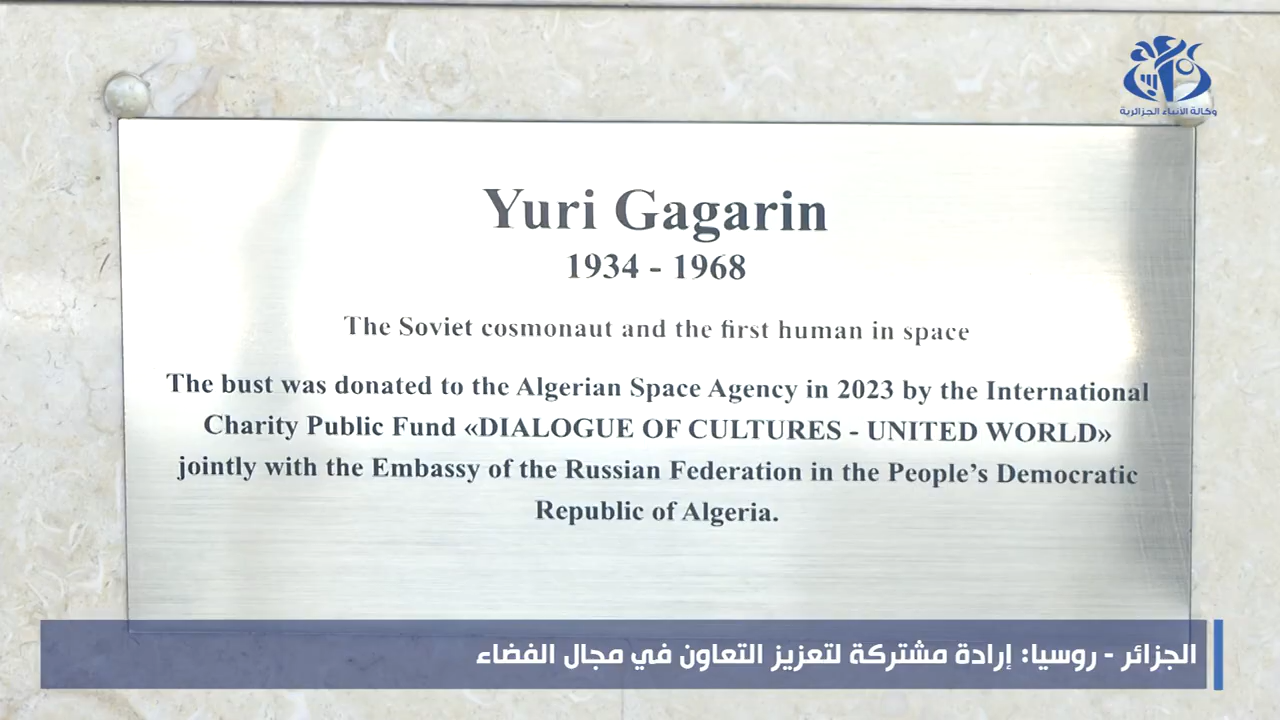 وكالة الأنباء الجزائرية
Yuri Gagarin
1934 - 1968
The Soviet cosmonaut and the first human in space
The bust was donated to the Algerian Space Agency in 2023 by the International
Charity Public Fund «DIALOGUE OF CULTURES - UNITED WORLD»
jointly with the Embassy of the Russian Federation in the People’s Democratic
Republic of Algeria.
الجزائر - روسيا: إرادة مشتركة لتعزيز التعاون في مجال الفضاء